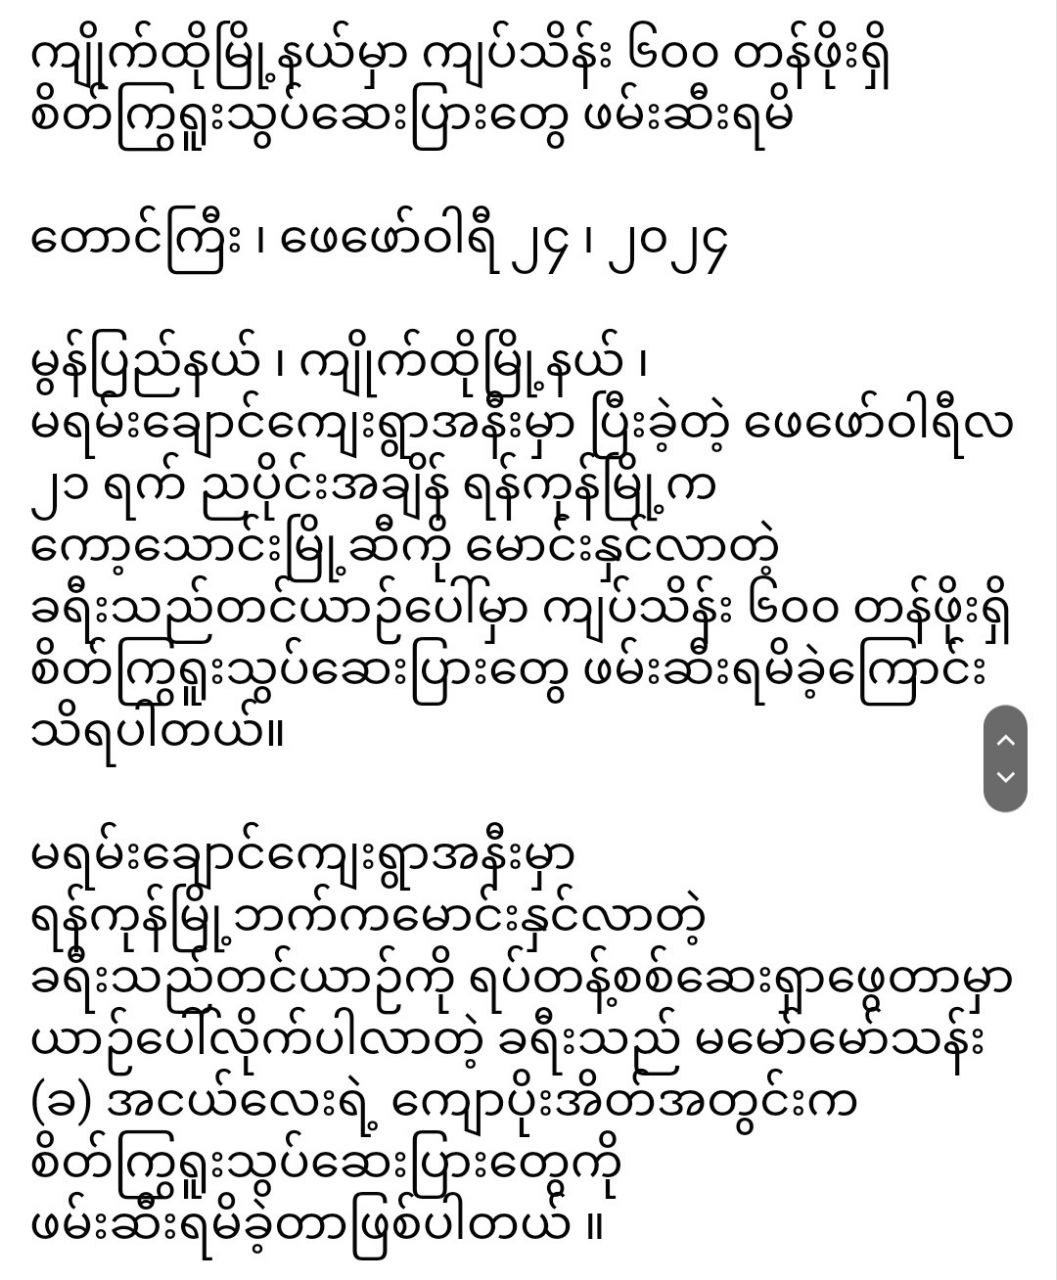 ကျိုက်ထိုမြို့နယ်မှာ ကျပ်သိန်း ၆၀၀ တန်ဖိုးရှိ
စိတ်ကြွရူးသွပ်ဆေးပြားတွေ ဖမ်းဆီးရမိ
တောင်ကြီး ၊ ဖေဖော်ဝါရီ ၂၄ ၊ ၂၀၂၄
မွန်ပြည်နယ် ၊ ကျိုက်ထိုမြို့နယ် ၊
မရမ်းချောင်ကျေးရွာအနီးမှာ ပြီးခဲ့တဲ့ ဖေဖော်ဝါရီလ
၂၁ ရက် ညပိုင်းအချိန် ရန်ကုန်မြို့က
ကော့သောင်းမြို့ဆီကို မောင်းနှင်လာတဲ့
ခရီးသည်တင်ယာဉ်ပေါ်မှာ ကျပ်သိန်း ၆၀၀ တန်ဖိုးရှိ
စိတ်ကြွရူးသွပ်ဆေးပြားတွေ ဖမ်းဆီးရမိခဲ့ကြောင်း
သိရပါတယ်။
မရမ်းချောင်ကျေးရွာအနီးမှာ
ရန်ကုန်မြို့ဘက်ကမောင်းနှင်လာတဲ့
ခရီးသည်တင်ယာဉ်ကို ရပ်တန့်စစ်ဆေးရှာဖွေတာမှာ
ယာဉ်ပေါ်လိုက်ပါလာတဲ့ ခရီးသည် မမော်မော်သန်း
(ခ) အငယ်လေးရဲ့ ကျောပိုးအိတ်အတွင်းက
စိတ်ကြွရူးသွပ်ဆေးပြားတွေကို
ဖမ်းဆီးရမိခဲ့တာဖြစ်ပါတယ် ။